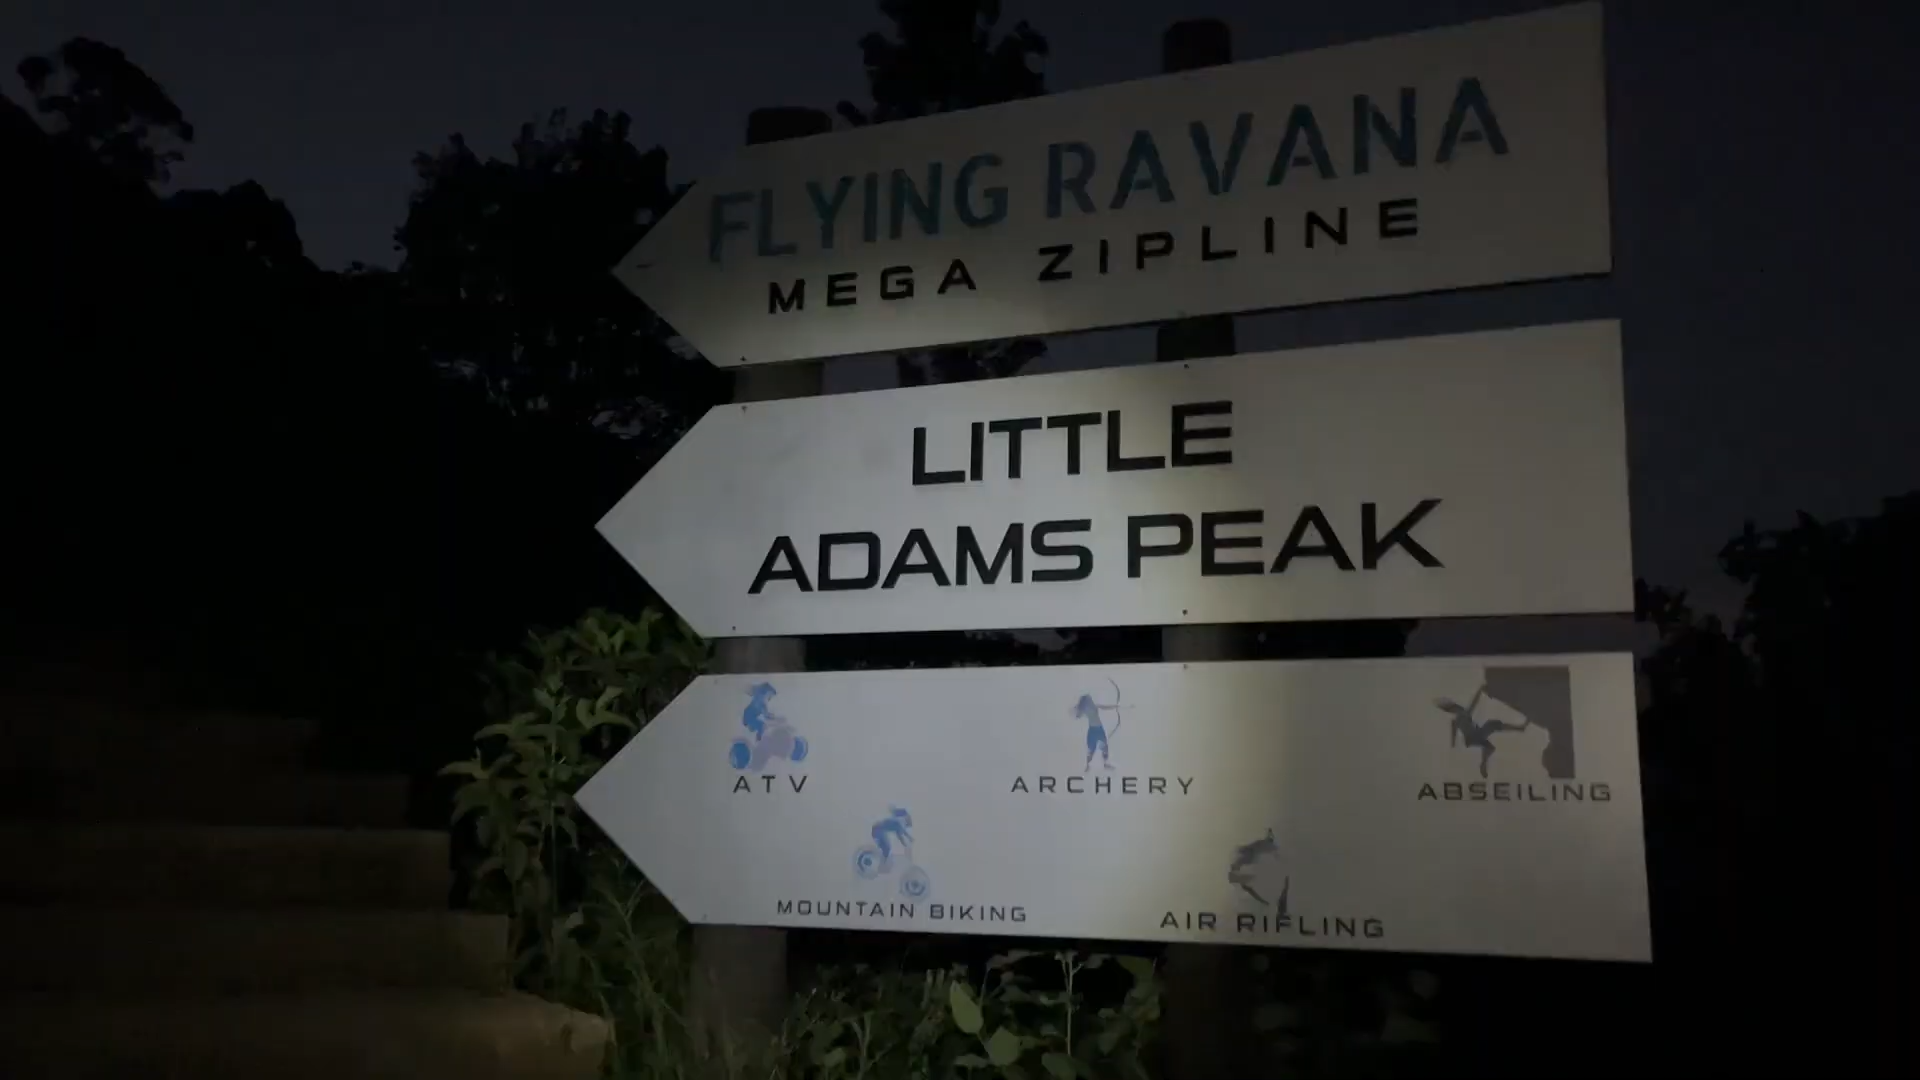 FLYING RAVANA
MEGA ZIPLINE
LITTLE
ADAMS PEAK
ATV
ARCHERY
ABSEILING
MOUNTAIN BIKING
AIR RIFLING